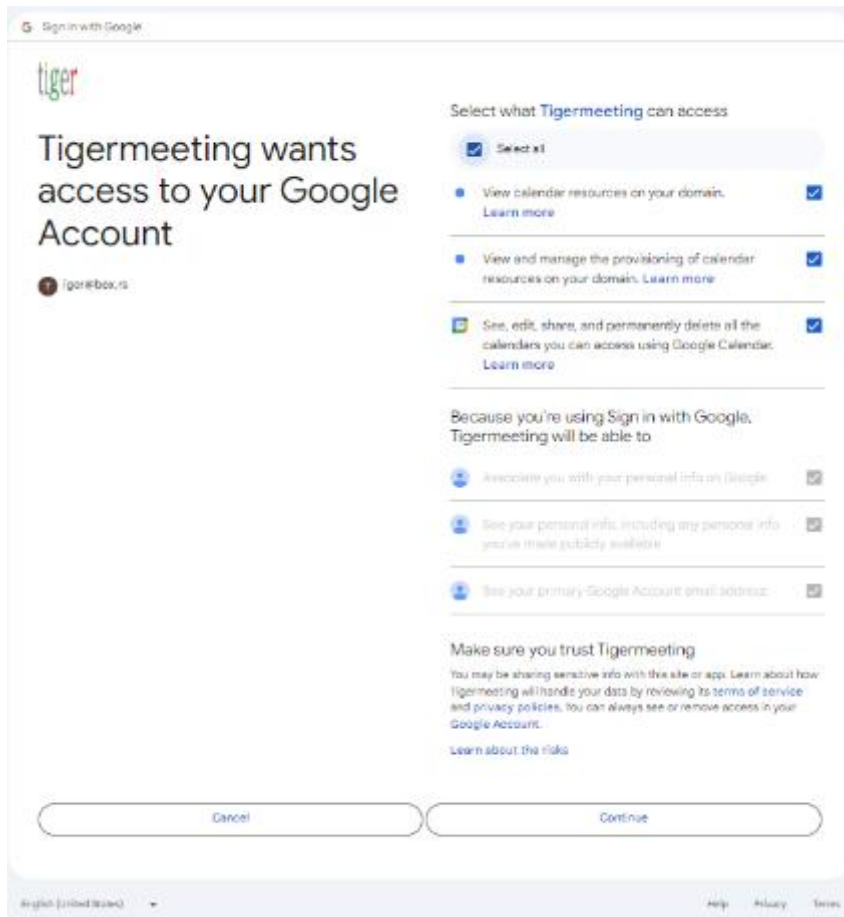 Sign in with Google
tiger
Tigermeeting wants
access to your Google
Account
Select what Tigermeeting can access
Select all
View calendar resources on your domain.
Learn more
View and manage the provisioning of calendar
resources on your domain. Learn more
See, edit, share, and permanently delete all the
calendars you can access using Google Calendar.
Learn more
Because you're using Sign in with Google,
Tigermeeting will be able to
Associate you with your personal info on Google
See your personal info, including any personal info
you've made publicly available
See your primary Google Account email address
Make sure you trust Tigermeeting
You may be sharing sensitive info with this site or app. Learn about how
Tigermeeting will handle your data by reviewing its terms of service
and privacy policies. You can always see or remove access in your
Google Account.
Learn about the risks
Cancel
Continue
English (United States)
Help Privacy Terms